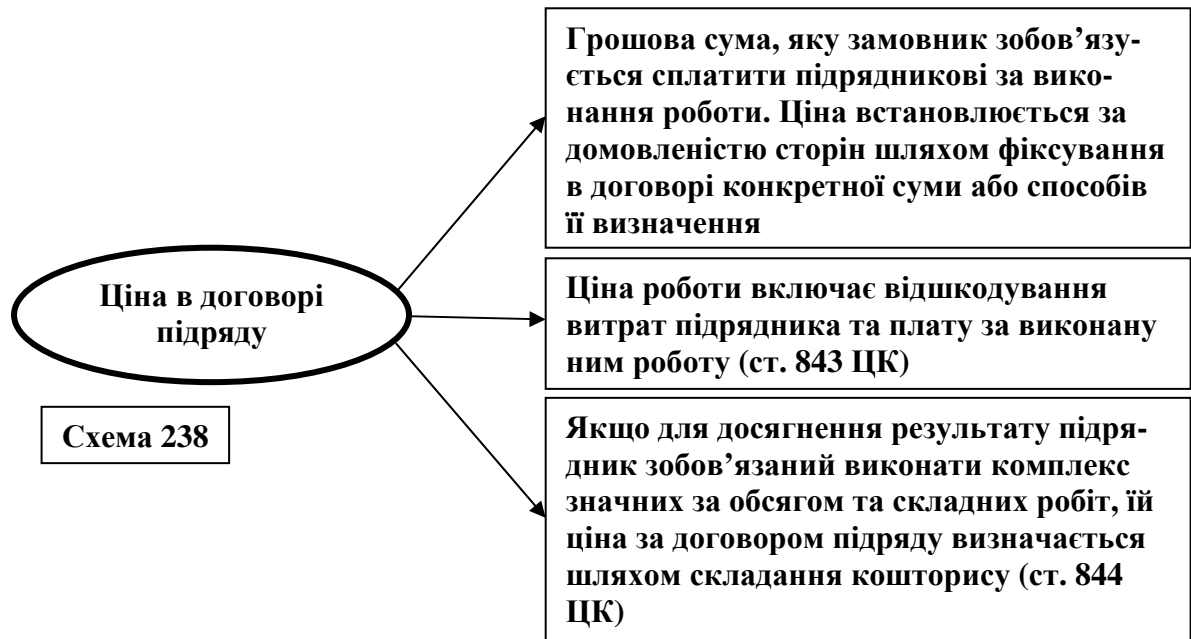 Грошова сума, яку замовник зобов’язу-
ється сплатити підрядникові за вико-
нання роботи. Ціна встановлюється за
домовленістю сторін шляхом фіксування
в договорі конкретної суми або способів
її визначення
Ціна в договорі
підряду
Ціна роботи включає відшкодування
витрат підрядника та плату за виконану
ним роботу (ст. 843 ЦК)
Схема 238
Якщо для досягнення результату підря-
дник зобов’язаний виконати комплекс
значних за обсягом та складних робіт, їй
ціна за договором підряду визначається
шляхом складання кошторису (ст. 844
ЦК)